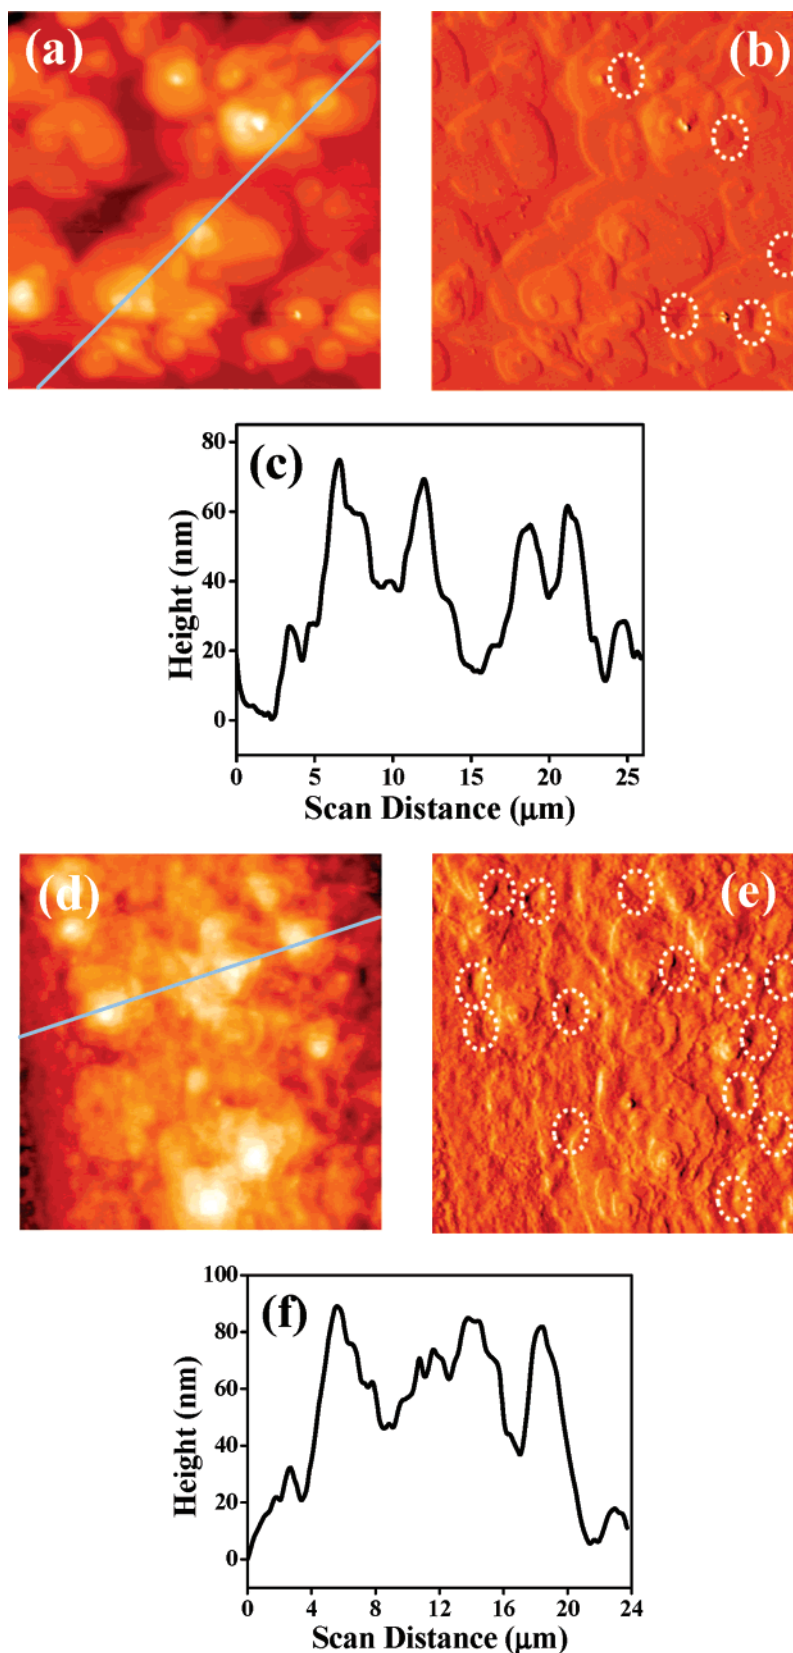 (a)
(b)
(c)
Height (nm)
80
60
40
20
0
0 5 10 15 20 25
Scan Distance (μm)
(d)
(e)
(f)
Height (nm)
100
80
60
40
20
0
0 4 8 12 16 20 24
Scan Distance (μm)